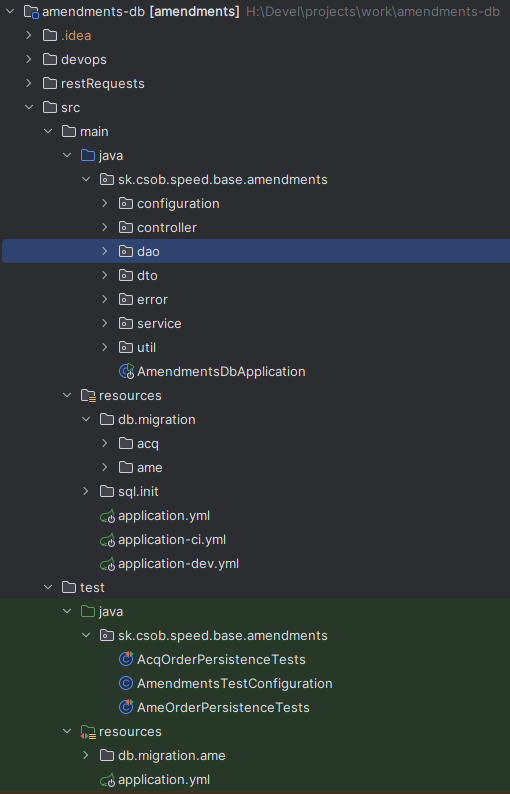 amendments-db [amendments] H:\Devel\projects\work\amendments-db
.idea
devops
restRequests
src
main
java
sk.csob.speed.base.amendments
configuration
controller
dao
dto
error
service
util
AmendmentsDbApplication
resources
db.migration
acq
ame
sql.init
application.yml
application-ci.yml
application-dev.yml
test
java
sk.csob.speed.base.amendments
AcqOrderPersistenceTests
AmendmentsTestConfiguration
AmeOrderPersistenceTests
resources
db.migration.ame
application.yml